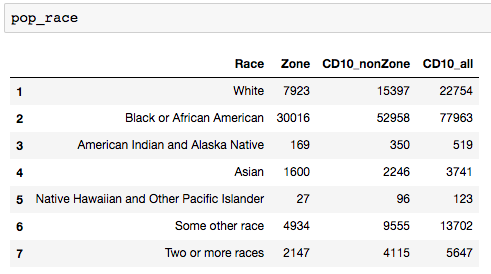 pop_race
Race Zone CD10_nonZone CD10_all
1 White 7923 15397 22754
2 Black or African American 30016 52958 77963
3 American Indian and Alaska Native 169 350 519
4 Asian 1600 2246 3741
5 Native Hawaiian and Other Pacific Islander 27 96 123
6 Some other race 4934 9555 13702
7 Two or more races 2147 4115 5647